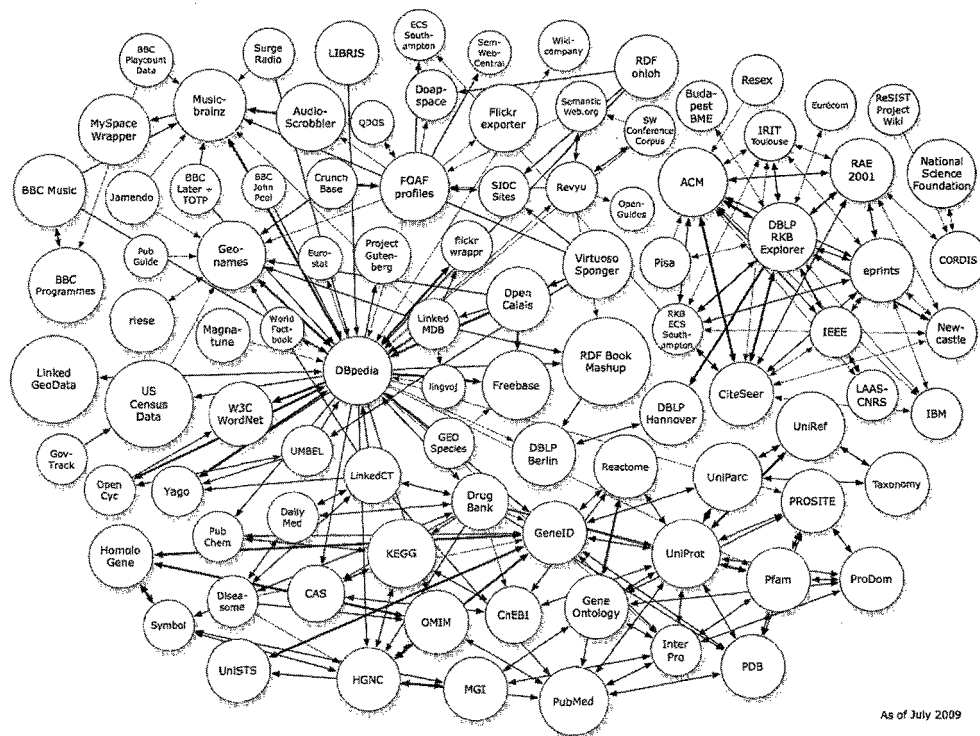 BBC
Playcount
Data
Surge
Radio
LIBRIS
ECS
South-
ampton
Sem-
Web-
Central
Wiki-
company
RDF
ohloh
Resex
Buda-
pest
BME
Eurécom
ReSIST
Project
Wiki
MySpace
Wrapper
Music-
brainz
Audio-
Scrobbler
QDOS
Doap-
space
Flickr
exporter
Semantic
Web.org
SW
Conference
Corpus
IRIT
Toulouse
RAE
2001
National
Science
Foundation
BBC Music
Jamendo
BBC
Later +
TOTP
BBC
John
Peel
Crunch
Base
FOAF
profiles
SIOC
Sites
Revyu
Open-
Guides
ACM
DBLP
RKB
Explorer
BBC
Programmes
Pub
Guide
Geo-
names
Euro-
stat
Project
Guten-
berg
flickr
wrappr
Virtuoso
Sponger
Pisa
eprints
CORDIS
riese
Magna-
tune
World
Fact-
book
Linked
MDB
Open
Calais
RKB
ECS
South-
ampton
IEEE
New-
castle
Linked
GeoData
US
Census
Data
W3C
WordNet
DBpedia
lingvoj
Freebase
RDF Book
Mashup
DBLP
Hannover
CiteSeer
LAAS-
CNRS
IBM
Gov-
Track
Open
Cyc
Yago
UMBEL
LinkedCT
GEO
Species
DBLP
Berlin
Reactome
UniParc
UniRef
Taxonomy
Pub
Chem
Daily
Med
Drug
Bank
PROSITE
Homolo
Gene
KEGG
GeneID
UniProt
Pfam
ProDom
Symbol
Disea-
some
CAS
OMIM
ChEBI
Gene
Ontology
Inter
Pro
PDB
UniSTS
HGNC
MGI
PubMed
As of July 2009